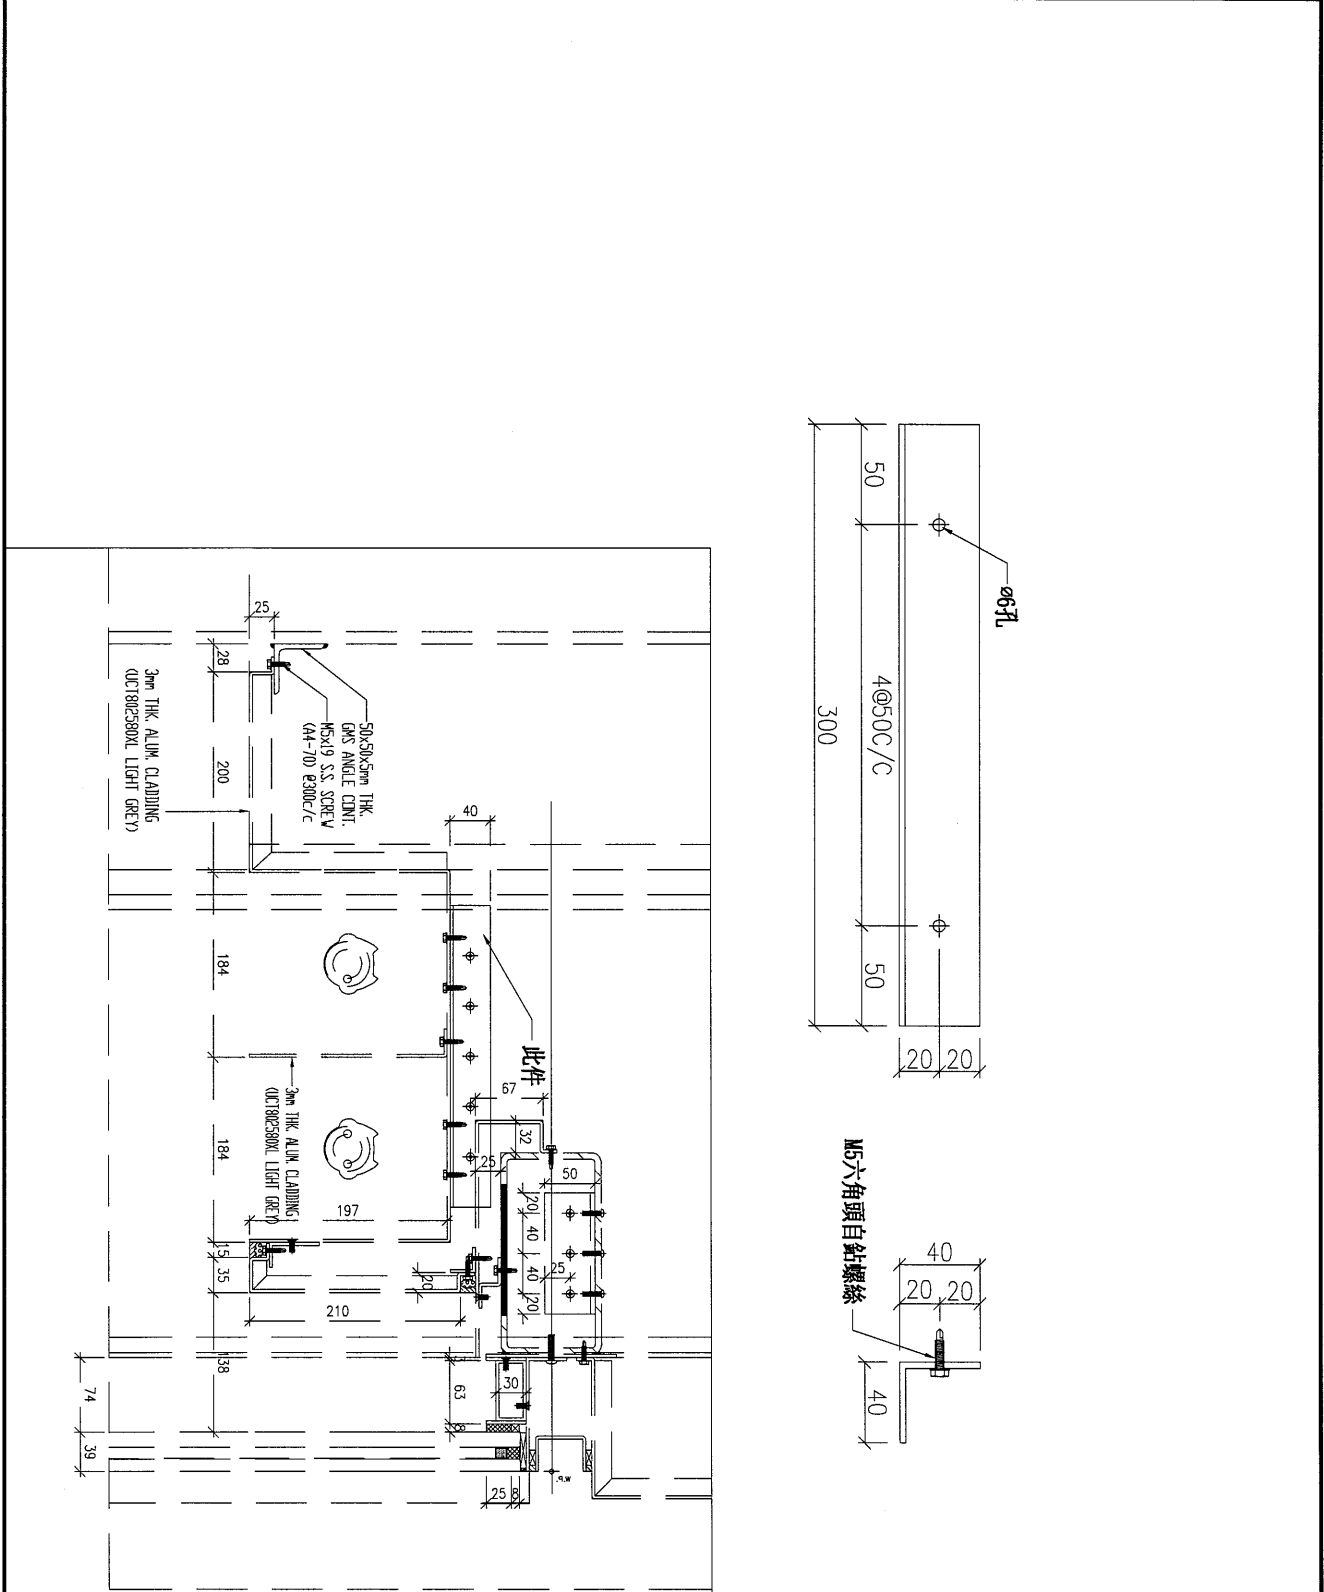 50
4@50C/C
50
300
ø6孔
20
20
M5六角頭自鉆螺絲
40
20
20
40
25
28
200
3mm THK. ALUM. CLADDING
(UCT802580XL LIGHT GREY)
50x50x5mm THK.
GMS ANGLE CONT.
M5x19 S.S. SCREW
(A4-70) @300c/c
40
此件
67
32
25
50
20
40
40
20
25
184
184
3mm THK. ALUM. CLADDING
(UCT802580XL LIGHT GREY)
197
15
35
20
210
138
63
8
30
74
39
25
8
W.P.